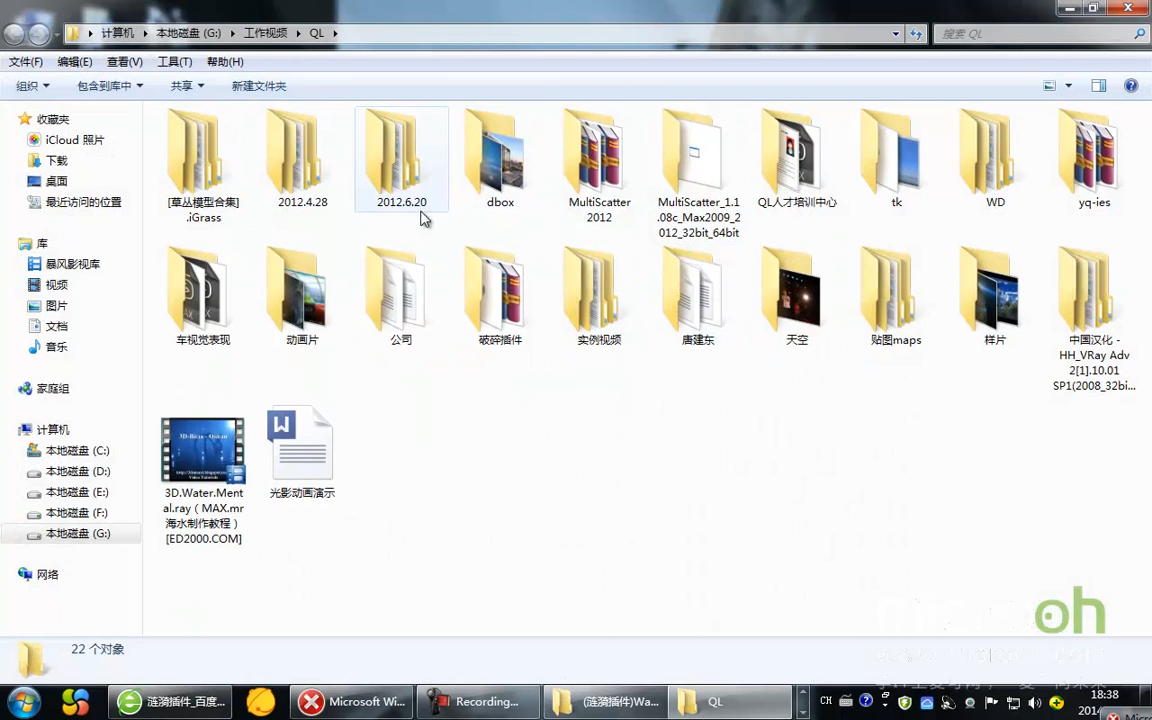 计算机 ▸ 本地磁盘 (G:) ▸ 工作视频 ▸ QL ▸
搜索 QL
文件(F) 编辑(E) 查看(V) 工具(T) 帮助(H)
组织 包含到库中 共享 新建文件夹
收藏夹
iCloud 照片
下载
桌面
最近访问的位置
库
暴风影视库
视频
图片
文档
音乐
家庭组
计算机
本地磁盘 (C:)
本地磁盘 (D:)
本地磁盘 (E:)
本地磁盘 (F:)
本地磁盘 (G:)
网络
[草丛模型合集]
.iGrass
2012.4.28
2012.6.20
dbox
MultiScatter
2012
MultiScatter_1.1
.08c_Max2009_2
012_32bit_64bit
QL人才培训中心
tk
WD
yq-ies
车视觉表现
动画片
公司
破碎插件
实例视频
唐建东
天空
贴图maps
样片
中国汉化 -
HH_VRay Adv
2[1].10.01
SP1(2008_32bi...
3D.Water.Ment
al.ray（MAX.mr
海水制作教程）
[ED2000.COM]
光影动画演示
22 个对象
oh
涟漪插件_百度...
Microsoft Wi...
Recording...
(涟漪插件)Wa...
QL
CH
18:38